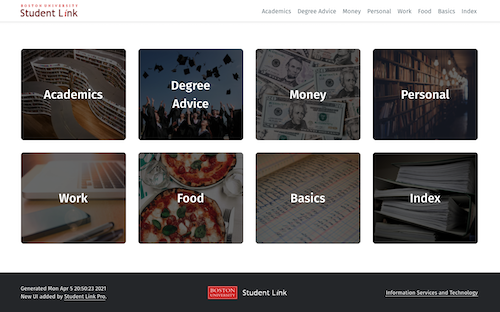 BOSTON UNIVERSITY
Student Link
Academics Degree Advice Money Personal Work Food Basics Index
Academics
Degree
Advice
Money
Personal
Work
Food
Basics
Index
Generated Mon Apr 5 20:50:23 2021
New UI added by Student Link Pro.
BOSTON
UNIVERSITY
Student Link
Information Services and Technology